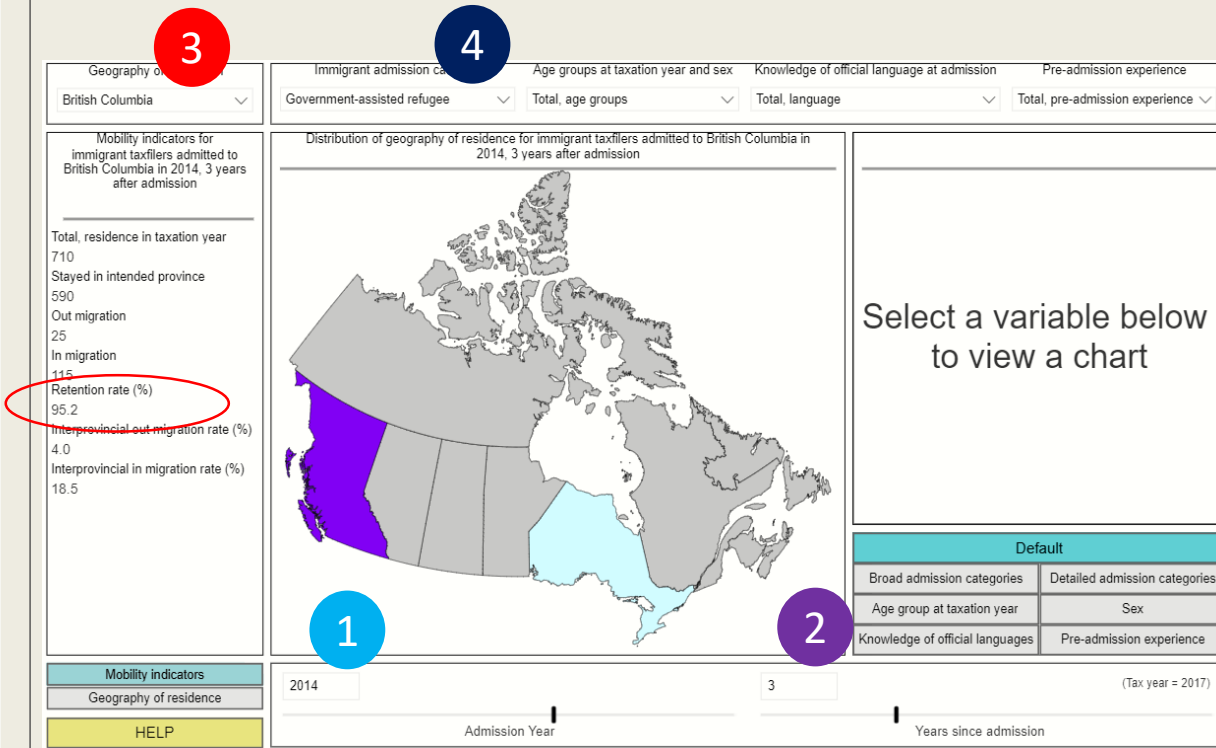 3
4
Geography o
Immigrant admission ca
Age groups at taxation year and sex
Knowledge of official language at admission
Pre-admission experience
British Columbia
Government-assisted refugee
Total, age groups
Total, language
Total, pre-admission experience
Mobility indicators for
immigrant taxfilers admitted to
British Columbia in 2014, 3 years
after admission
Distribution of geography of residence for immigrant taxfilers admitted to British Columbia in
2014, 3 years after admission
Total, residence in taxation year
710
Stayed in intended province
590
Out migration
25
In migration
115
Retention rate (%)
95.2
Interprovincial out migration rate (%)
4.0
Interprovincial in migration rate (%)
18.5
Select a variable below
to view a chart
Default
Broad admission categories
Detailed admission categories
Age group at taxation year
Sex
Knowledge of official languages
Pre-admission experience
1
2
Mobility indicators
Geography of residence
HELP
2014
Admission Year
3
(Tax year = 2017)
Years since admission